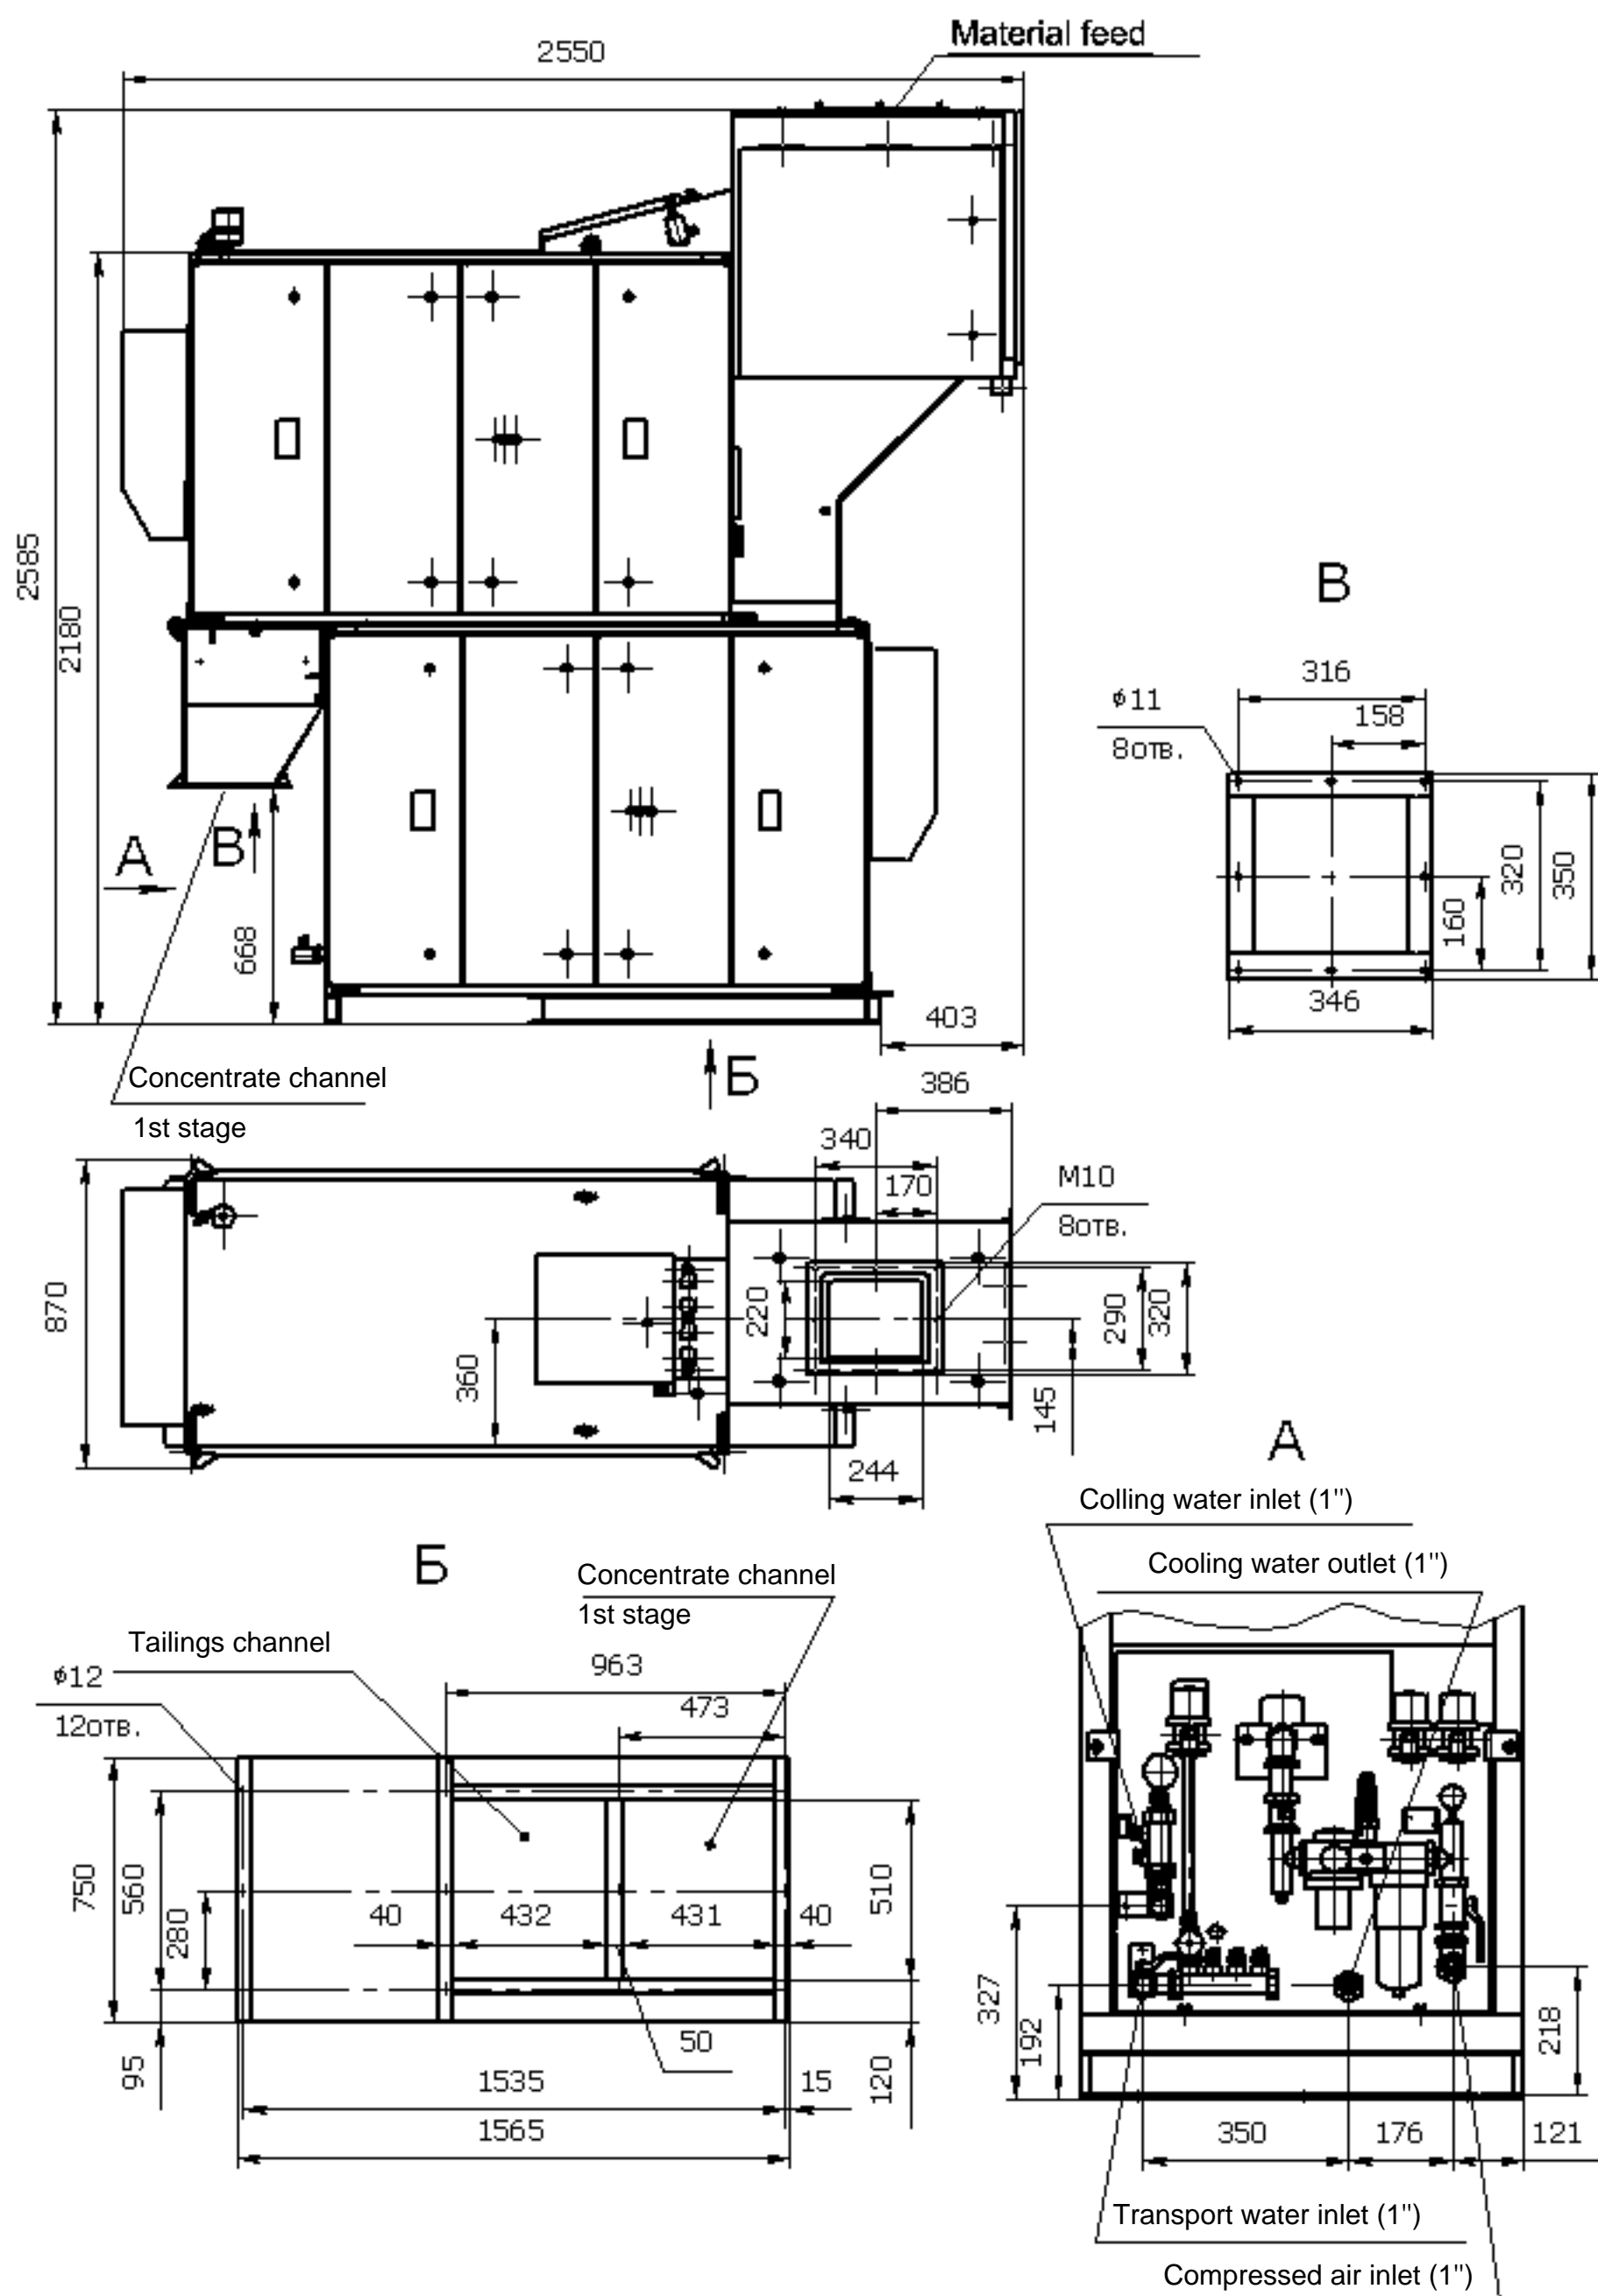 Material feed
2550
2585
2180
А
В
668
403
Concentrate channel
1st stage
Б
В
316
158
ϕ11
8отв.
320
350
160
346
386
340
170
М10
8отв.
870
360
220
290
320
145
244
А
Colling water inlet (1")
Cooling water outlet (1")
327
192
218
350
176
121
Transport water inlet (1")
Compressed air inlet (1")
Б
Concentrate channel
1st stage
Tailings channel
ϕ12
12отв.
963
473
750
560
280
40
432
431
40
510
95
50
120
1535
15
1565